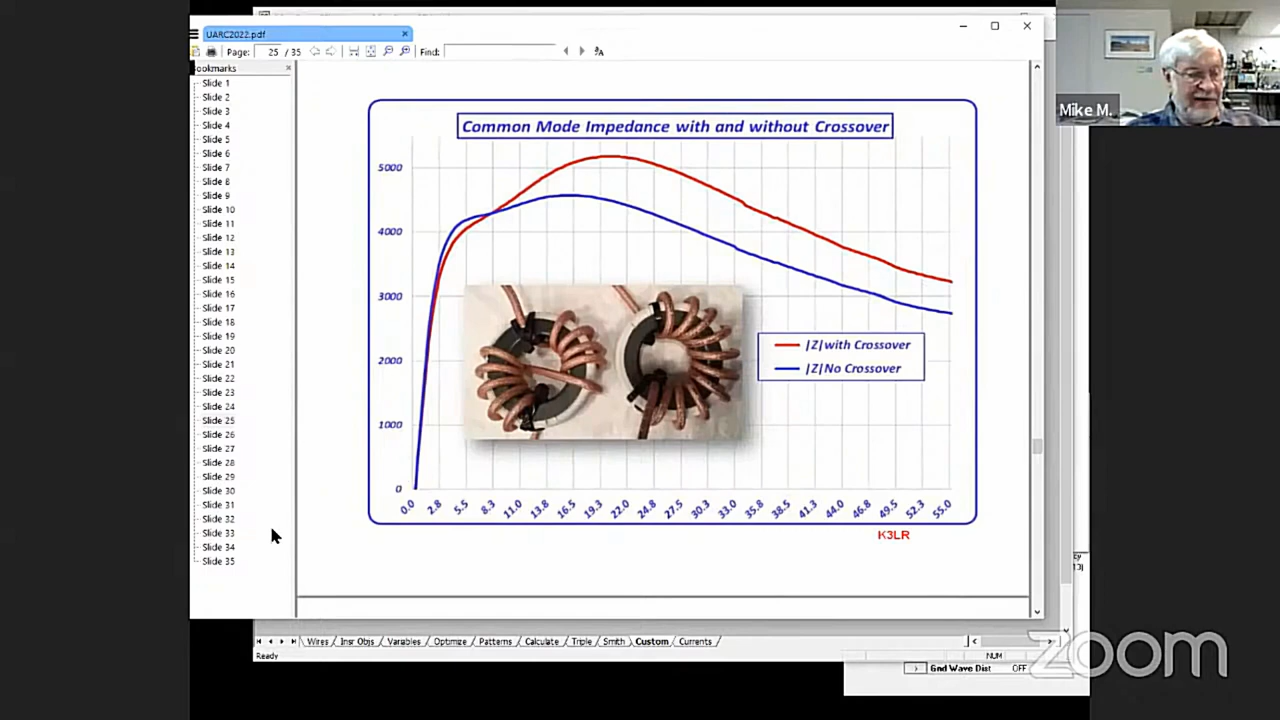 UARC2022.pdf
Page: 25 / 35 Find:
ookmarks
Slide 1
Slide 2
Slide 3
Slide 4
Slide 5
Slide 6
Slide 7
Slide 8
Slide 9
Slide 10
Slide 11
Slide 12
Slide 13
Slide 14
Slide 15
Slide 16
Slide 17
Slide 18
Slide 19
Slide 20
Slide 21
Slide 22
Slide 23
Slide 24
Slide 25
Slide 26
Slide 27
Slide 28
Slide 29
Slide 30
Slide 31
Slide 32
Slide 33
Slide 34
Slide 35
Common Mode Impedance with and without Crossover
5000
4000
3000
2000
1000
0
|Z|with Crossover
|Z|No Crossover
0.0 2.8 5.5 8.3 11.0 13.8 16.5 19.3 22.0 24.8 27.5 30.3 33.0 35.8 38.5 41.3 44.0 46.8 49.5 52.3 55.0
K3LR
Mike M.
Wires Insr Objs Variables Optimize Patterns Calculate Triple Smith Custom Currents
Ready
NUM
Gnd Wave Dist OFF
zoom